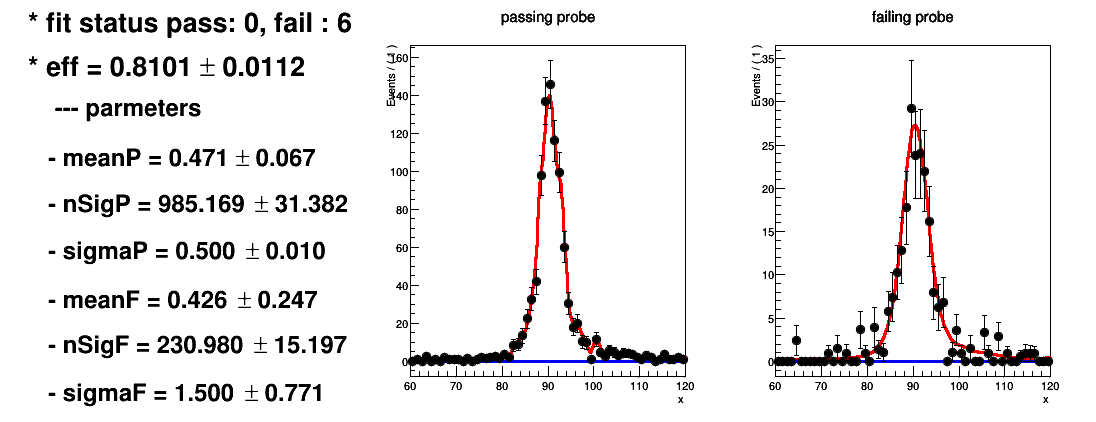 * fit status pass: 0, fail : 6
* eff = 0.8101 ± 0.0112
--- parmeters
- meanP = 0.471 ± 0.067
- nSigP = 985.169 ± 31.382
- sigmaP = 0.500 ± 0.010
- meanF = 0.426 ± 0.247
- nSigF = 230.980 ± 15.197
- sigmaF = 1.500 ± 0.771
passing probe
Events / ( 1 )
160
140
120
100
80
60
40
20
0
60 70 80 90 100 110 120
x
failing probe
Events / ( 1 )
35
30
25
20
15
10
5
0
60 70 80 90 100 110 120
x